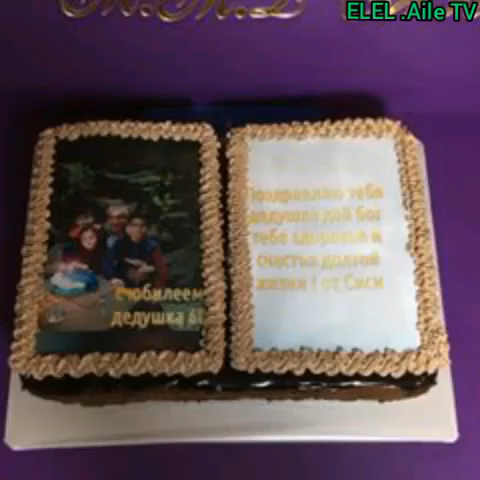 ELEL .Aile TV
с юбилеем
дедушка
Поздравляю тебя
дедушка дай Бог
тебе здоровья и
счастья долгой
жизни ! от Сиси